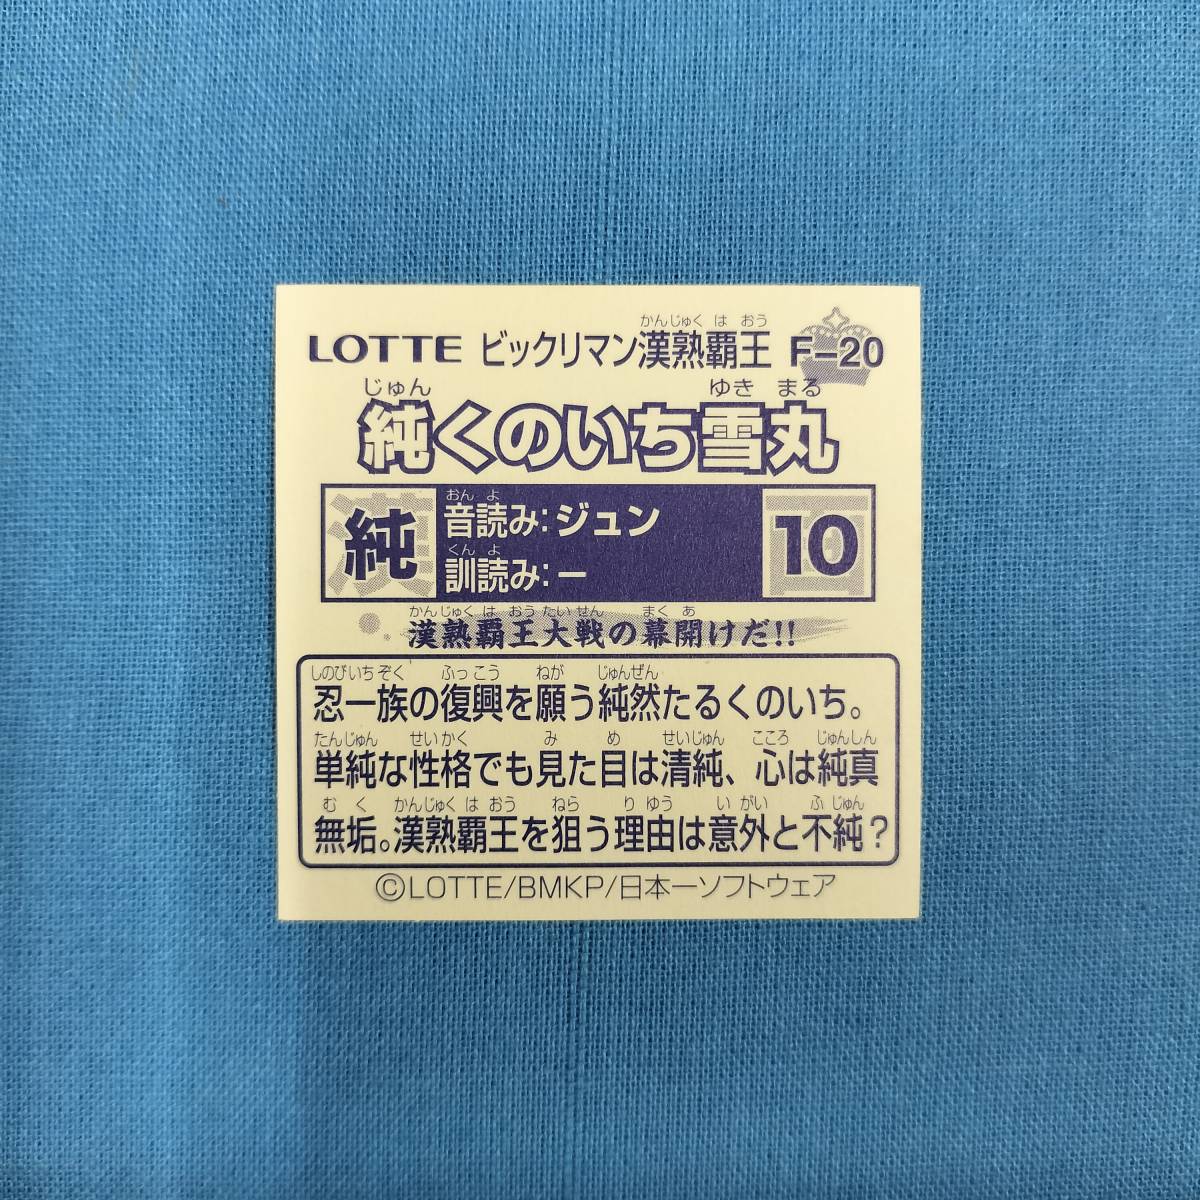 かんじゅく は おう
LOTTE ビックリマン漢熟覇王 F-20
じゅん ゆき まる
純くのいち雪丸
おん よ
純 音読み:ジュン 10
くん よ
訓読み:ー
かんじゅく は おう たい せん まく あ
漢熟覇王大戦の幕開けだ!!
しのびいち ぞく ふっこう ねが じゅんぜん
忍一族の復興を願う純然たるくのいち。
たんじゅん せいかく み め せいじゅん こころ じゅんしん
単純な性格でも見た目は清純、心は純真
む く かんじゅく は おう ねら り ゆう い がい ふ じゅん
無垢。漢熟覇王を狙う理由は意外と不純?
©LOTTE/BMKP/日本一ソフトウェア